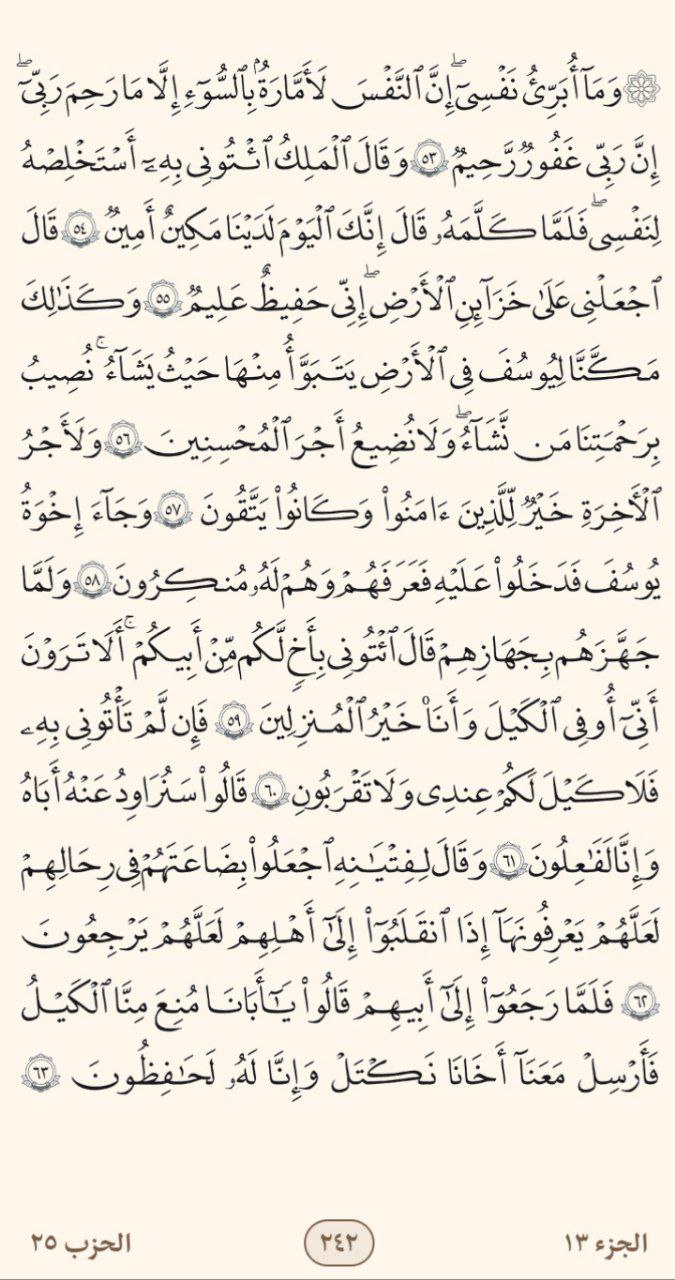 ۞ وَمَآ أُبَرِّئُ نَفْسِىٓۚ إِنَّ ٱلنَّفْسَ لَأَمَّارَةُۢ بِٱلسُّوٓءِ إِلَّا مَا رَحِمَ رَبِّىٓۚ
إِنَّ رَبِّى غَفُورٌ رَّحِيمٌ ٥٣ وَقَالَ ٱلْمَلِكُ ٱئْتُونِى بِهِۦٓ أَسْتَخْلِصْهُ
لِنَفْسِىۖ فَلَمَّا كَلَّمَهُۥ قَالَ إِنَّكَ ٱلْيَوْمَ لَدَيْنَا مَكِينٌ أَمِينٌ ٥٤ قَالَ
ٱجْعَلْنِى عَلَىٰ خَزَآئِنِ ٱلْأَرْضِۖ إِنِّى حَفِيظٌ عَلِيمٌ ٥٥ وَكَذَٰلِكَ
مَكَّنَّا لِيُوسُفَ فِى ٱلْأَرْضِ يَتَبَوَّأُ مِنْهَا حَيْثُ يَشَآءُۚ نُصِيبُ
بِرَحْمَتِنَا مَن نَّشَآءُۖ وَلَا نُضِيعُ أَجْرَ ٱلْمُحْسِنِينَ ٥٦ وَلَأَجْرُ
ٱلْأَخِرَةِ خَيْرٌ لِّلَّذِينَ ءَامَنُوا۟ وَكَانُوا۟ يَتَّقُونَ ٥٧ وَجَآءَ إِخْوَةُ
يُوسُفَ فَدَخَلُوا۟ عَلَيْهِ فَعَرَفَهُمْ وَهُمْ لَهُۥ مُنكِرُونَ ٥٨ وَلَمَّا
جَهَّزَهُم بِجَهَازِهِمْ قَالَ ٱئْتُونِى بِأَخٍ لَّكُم مِّنْ أَبِيكُمْۚ أَلَا تَرَوْنَ
أَنِّىٓ أُوفِى ٱلْكَيْلَ وَأَنَا۠ خَيْرُ ٱلْمُنزِلِينَ ٥٩ فَإِن لَّمْ تَأْتُونِى بِهِۦ
فَلَا كَيْلَ لَكُمْ عِندِى وَلَا تَقْرَبُونِ ٦٠ قَالُوا۟ سَنُرَٰوِدُ عَنْهُ أَبَاهُ
وَإِنَّا لَفَٰعِلُونَ ٦١ وَقَالَ لِفِتْيَٰنِهِ ٱجْعَلُوا۟ بِضَٰعَتَهُمْ فِى رِحَالِهِمْ
لَعَلَّهُمْ يَعْرِفُونَهَآ إِذَا ٱنقَلَبُوٓا۟ إِلَىٰٓ أَهْلِهِمْ لَعَلَّهُمْ يَرْجِعُونَ
٦٢ فَلَمَّا رَجَعُوٓا۟ إِلَىٰٓ أَبِيهِمْ قَالُوا۟ يَٰٓأَبَانَا مُنِعَ مِنَّا ٱلْكَيْلُ
فَأَرْسِلْ مَعَنَآ أَخَانَا نَكْتَلْ وَإِنَّا لَهُۥ لَحَٰفِظُونَ ٦٣
الجزء ١٣ ٢٤٢ الحزب ٢٥